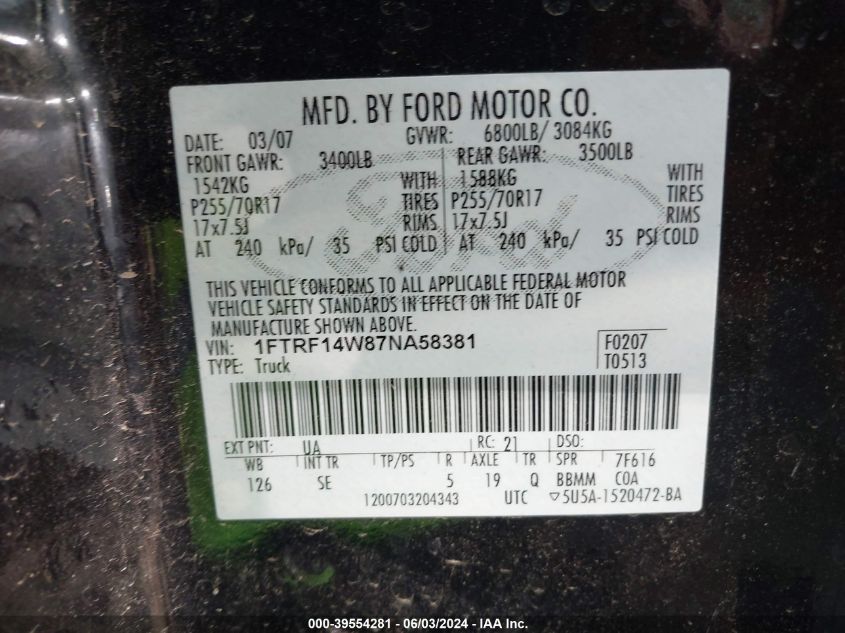 MFD. BY FORD MOTOR CO.
DATE: 03/07 GVWR: 6800LB/ 3084KG
FRONT GAWR: 3400LB REAR GAWR: 3500LB
1542KG WITH 1588KG WITH
P255/70R17 TIRES P255/70R17 TIRES
17x7.5J RIMS 17x7.5J RIMS
AT 240 kPa/ 35 PSI COLD AT 240 kPa/ 35 PSI COLD
THIS VEHICLE CONFORMS TO ALL APPLICABLE FEDERAL MOTOR
VEHICLE SAFETY STANDARDS IN EFFECT ON THE DATE OF
MANUFACTURE SHOWN ABOVE.
VIN: 1FTRF14W87NA58381 F0207
TYPE: Truck T0513
EXT PNT: UA RC: 21 DSO:
WB INT TR TP/PS R AXLE TR SPR 7F616
126 SE 5 19 Q BBMM COA
1200703204343 UTC ▽5U5A-1520472-BA
Ford
000-39554281 - 06/03/2024 - IAA Inc.